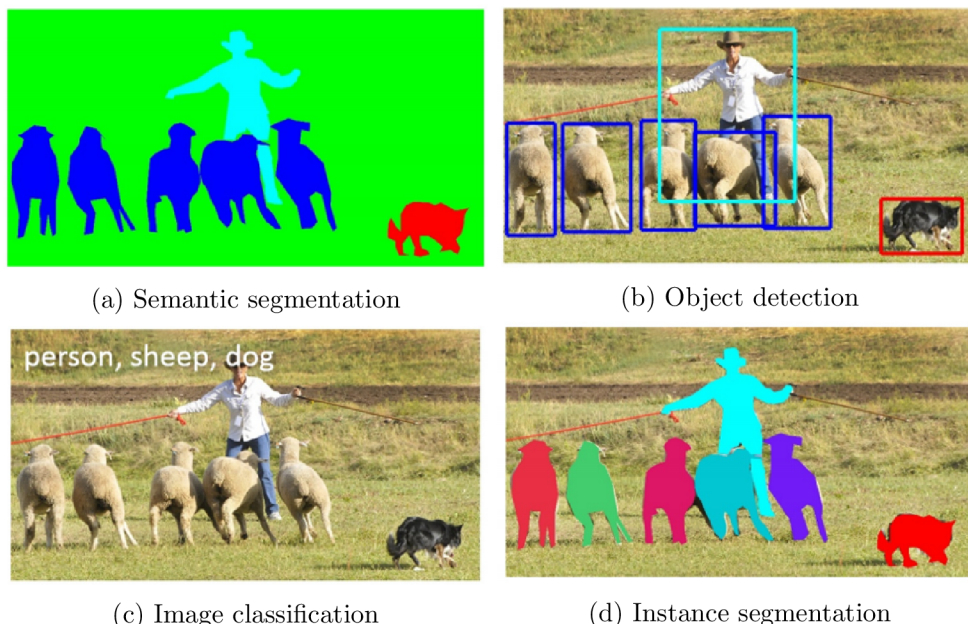 (a) Semantic segmentation
(b) Object detection
person, sheep, dog
(c) Image classification
(d) Instance segmentation